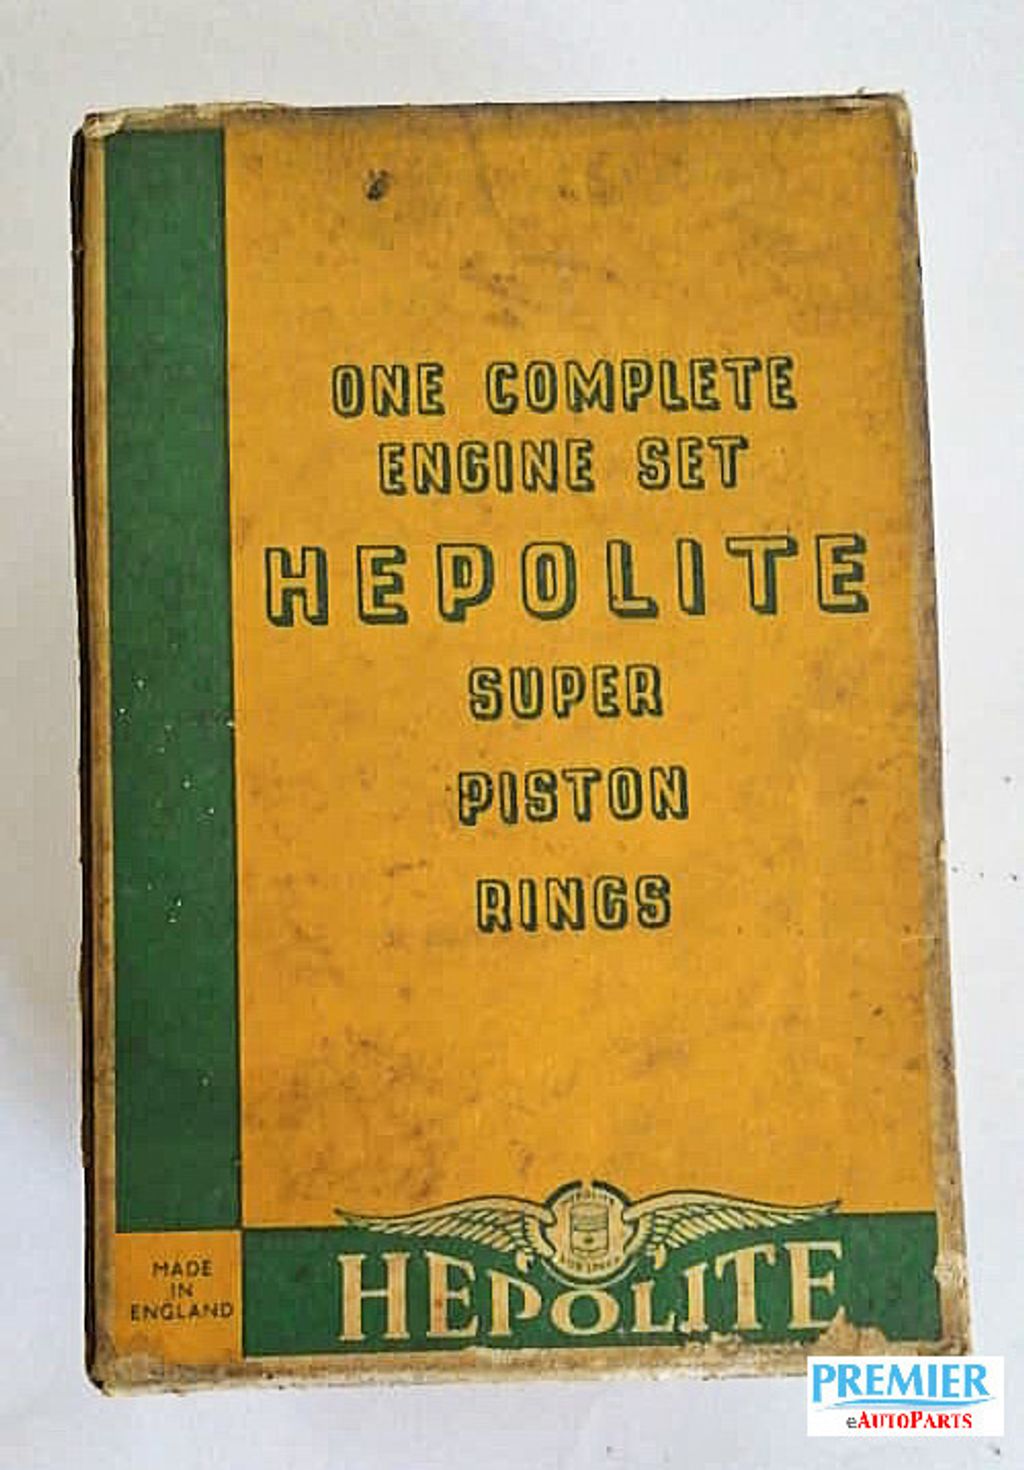 ONE COMPLETE
ENGINE SET
HEPOLITE
SUPER
PISTON
RINGS
MADE
IN
ENGLAND
HEPOLITE
PREMIER
eAUTOPARTS